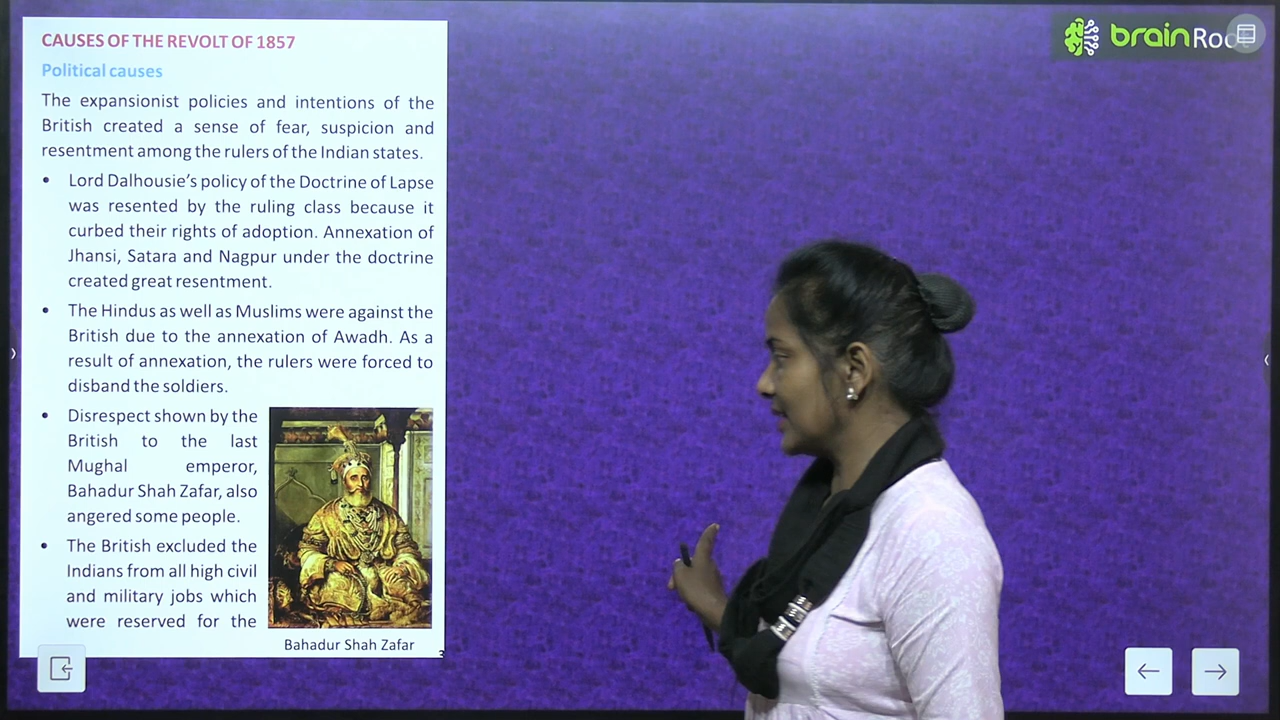 CAUSES OF THE REVOLT OF 1857
Political causes
The expansionist policies and intentions of the
British created a sense of fear, suspicion and
resentment among the rulers of the Indian states.
• Lord Dalhousie's policy of the Doctrine of Lapse
was resented by the ruling class because it
curbed their rights of adoption. Annexation of
Jhansi, Satara and Nagpur under the doctrine
created great resentment.
• The Hindus as well as Muslims were against the
British due to the annexation of Awadh. As a
result of annexation, the rulers were forced to
disband the soldiers.
• Disrespect shown by the
British to the last
Mughal emperor,
Bahadur Shah Zafar, also
angered some people.
• The British excluded the
Indians from all high civil
and military jobs which
were reserved for the
Bahadur Shah Zafar
3
brain